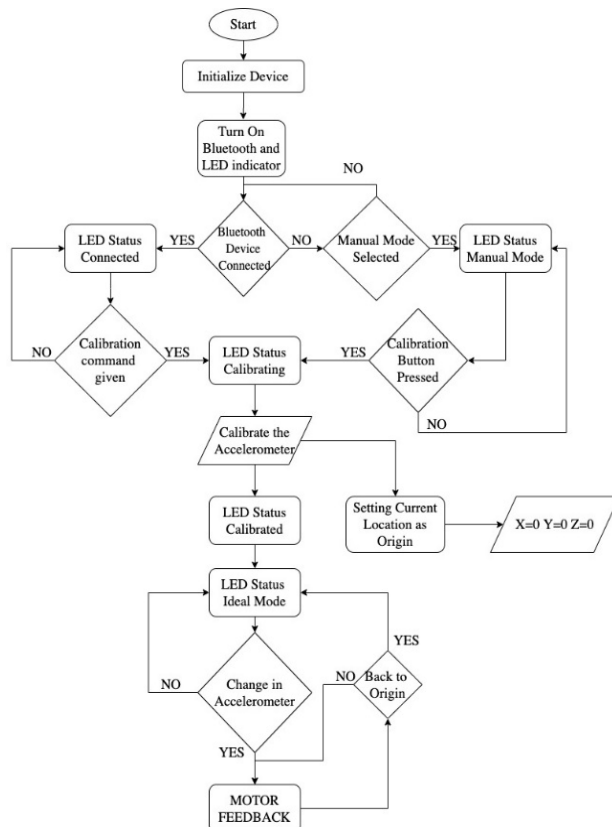 Start
Initialize Device
Turn On
Bluetooth and
LED indicator
NO
LED Status
Connected
YES
Bluetooth
Device
Connected
NO
Manual Mode
Selected
YES
LED Status
Manual Mode
NO
Calibration
command
given
YES
LED Status
Calibrating
YES
Calibration
Button
Pressed
NO
Calibrate the
Accelerometer
LED Status
Calibrated
Setting Current
Location as
Origin
X=0 Y=0 Z=0
LED Status
Ideal Mode
YES
NO
Change in
Accelerometer
NO
Back to
Origin
YES
MOTOR
FEEDBACK